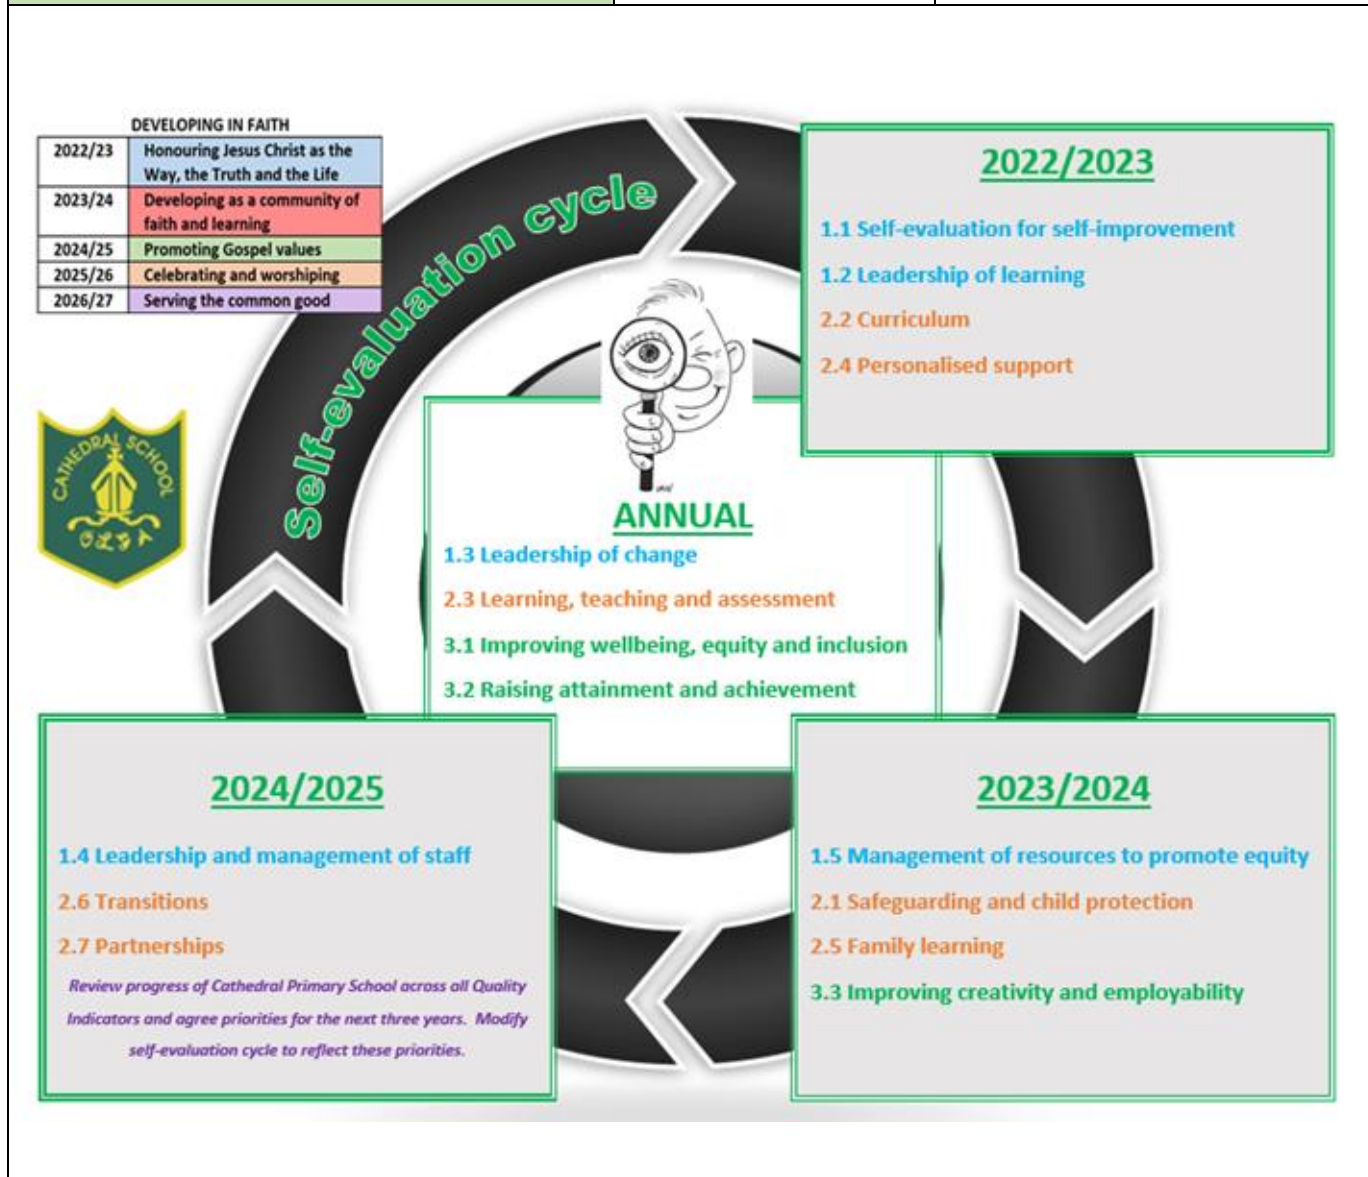 DEVELOPING IN FAITH
2022/23 Honouring Jesus Christ as the
Way, the Truth and the Life
2023/24 Developing as a community of
faith and learning
2024/25 Promoting Gospel values
2025/26 Celebrating and worshiping
2026/27 Serving the common good
Self-evaluation cycle
CATHEDRAL SCHOOL
2022/2023
1.1 Self-evaluation for self-improvement
1.2 Leadership of learning
2.2 Curriculum
2.4 Personalised support
ANNUAL
1.3 Leadership of change
2.3 Learning, teaching and assessment
3.1 Improving wellbeing, equity and inclusion
3.2 Raising attainment and achievement
2024/2025
1.4 Leadership and management of staff
2.6 Transitions
2.7 Partnerships
Review progress of Cathedral Primary School across all Quality
Indicators and agree priorities for the next three years. Modify
self-evaluation cycle to reflect these priorities.
2023/2024
1.5 Management of resources to promote equity
2.1 Safeguarding and child protection
2.5 Family learning
3.3 Improving creativity and employability